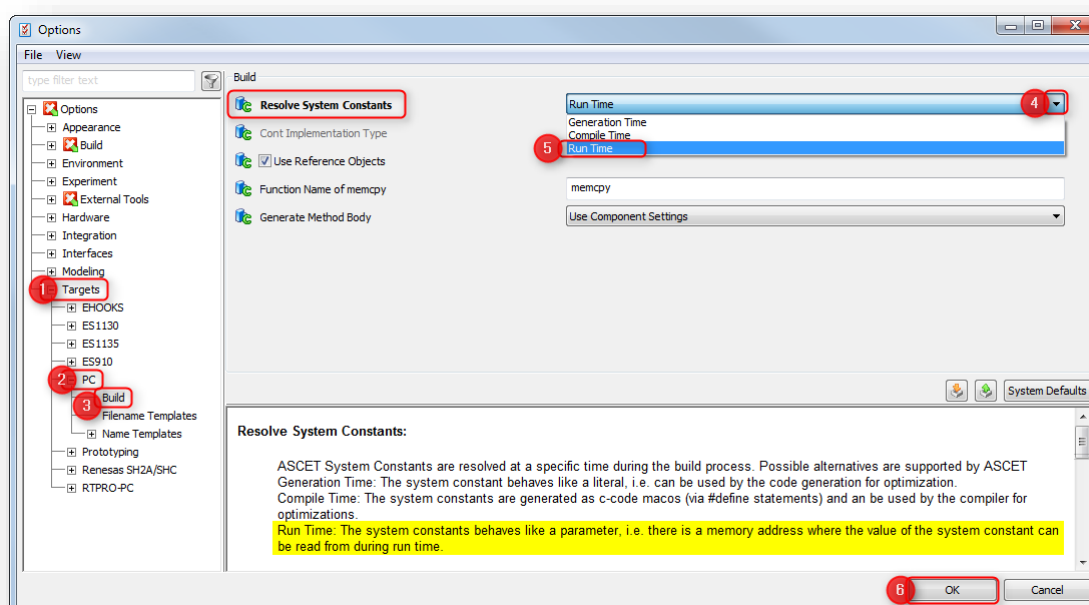 Options
File View
type filter text
Options
Appearance
Build
Environment
Experiment
External Tools
Hardware
Integration
Interfaces
Modeling
1 Targets
EHOOKS
ES1130
ES1135
ES910
2 PC
3 Build
Filename Templates
Name Templates
Prototyping
Renesas SH2A/SHC
RTPRO-PC
Build
Resolve System Constants
Run Time
4
Generation Time
Compile Time
5 Run Time
Cont Implementation Type
Use Reference Objects
Function Name of memcpy
memcpy
Generate Method Body
Use Component Settings
System Defaults
Resolve System Constants:
ASCET System Constants are resolved at a specific time during the build process. Possible alternatives are supported by ASCET
Generation Time: The system constant behaves like a literal, i.e. can be used by the code generation for optimization.
Compile Time: The system constants are generated as c-code macos (via #define statements) and an be used by the compiler for
optimizations.
Run Time: The system constants behaves like a parameter, i.e. there is a memory address where the value of the system constant can
be read from during run time.
6 OK
Cancel